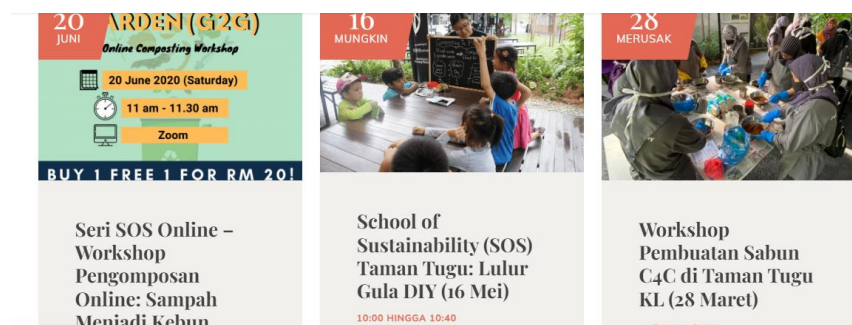 20
JUNI
ARDEN (G2G)
Online Composting Workshop
20 June 2020 (Saturday)
11 am - 11.30 am
Zoom
BUY 1 FREE 1 FOR RM 20!
Seri SOS Online –
Workshop
Pengomposan
Online: Sampah
Menjadi Kebun
16
MUNGKIN
School of
Sustainability (SOS)
Taman Tugu: Lulur
Gula DIY (16 Mei)
10:00 HINGGA 10:40
28
MERUSAK
Workshop
Pembuatan Sabun
C4C di Taman Tugu
KL (28 Maret)